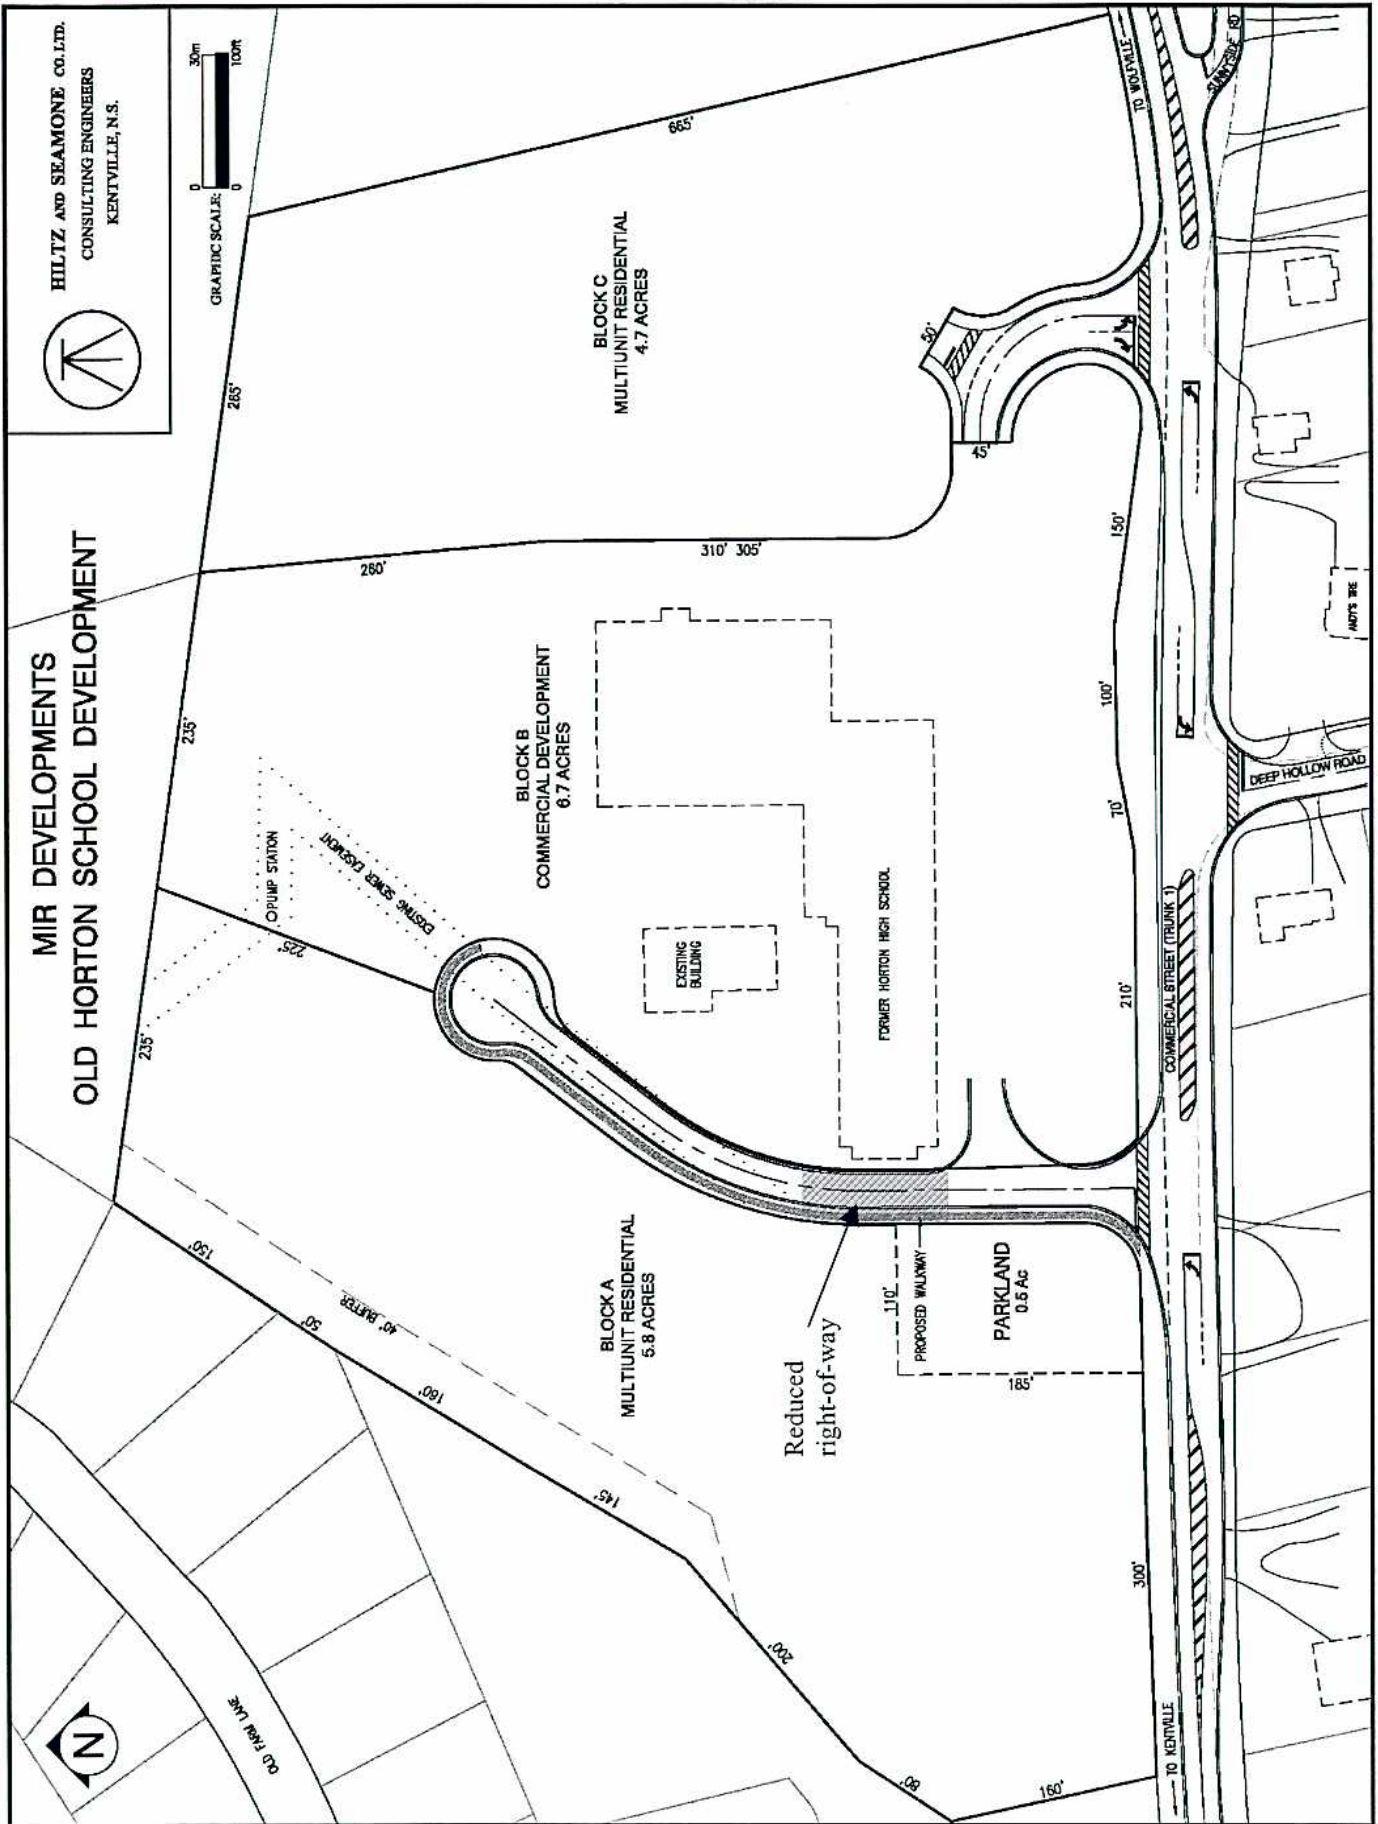 MIR DEVELOPMENTS
OLD HORTON SCHOOL DEVELOPMENT
HILTZ AND SEAMONE CO. LTD.
CONSULTING ENGINEERS
KENTVILLE, N.S.
GRAPHIC SCALE:
0
30m
0
100ft
N
OLD FARM LANE
150'
50'
40' BUFFER
160'
145'
200'
80'
160'
235'
235'
265'
665'
225'
PUMP STATION
EXISTING SEWER EASEMENT
260'
310' 305'
BLOCK A
MULTIUNIT RESIDENTIAL
5.8 ACRES
BLOCK B
COMMERCIAL DEVELOPMENT
6.7 ACRES
BLOCK C
MULTIUNIT RESIDENTIAL
4.7 ACRES
EXISTING
BUILDING
FORMER HORTON HIGH SCHOOL
Reduced
right-of-way
110'
PROPOSED WALKWAY
PARKLAND
0.5 Ac
185'
300'
210'
70'
100'
150'
45'
50'
TO KENTVILLE
COMMERCIAL STREET (TRUNK 1)
TO WOLFVILLE
SUNNYSIDE RD
DEEP HOLLOW ROAD
ANDY'S TIRE